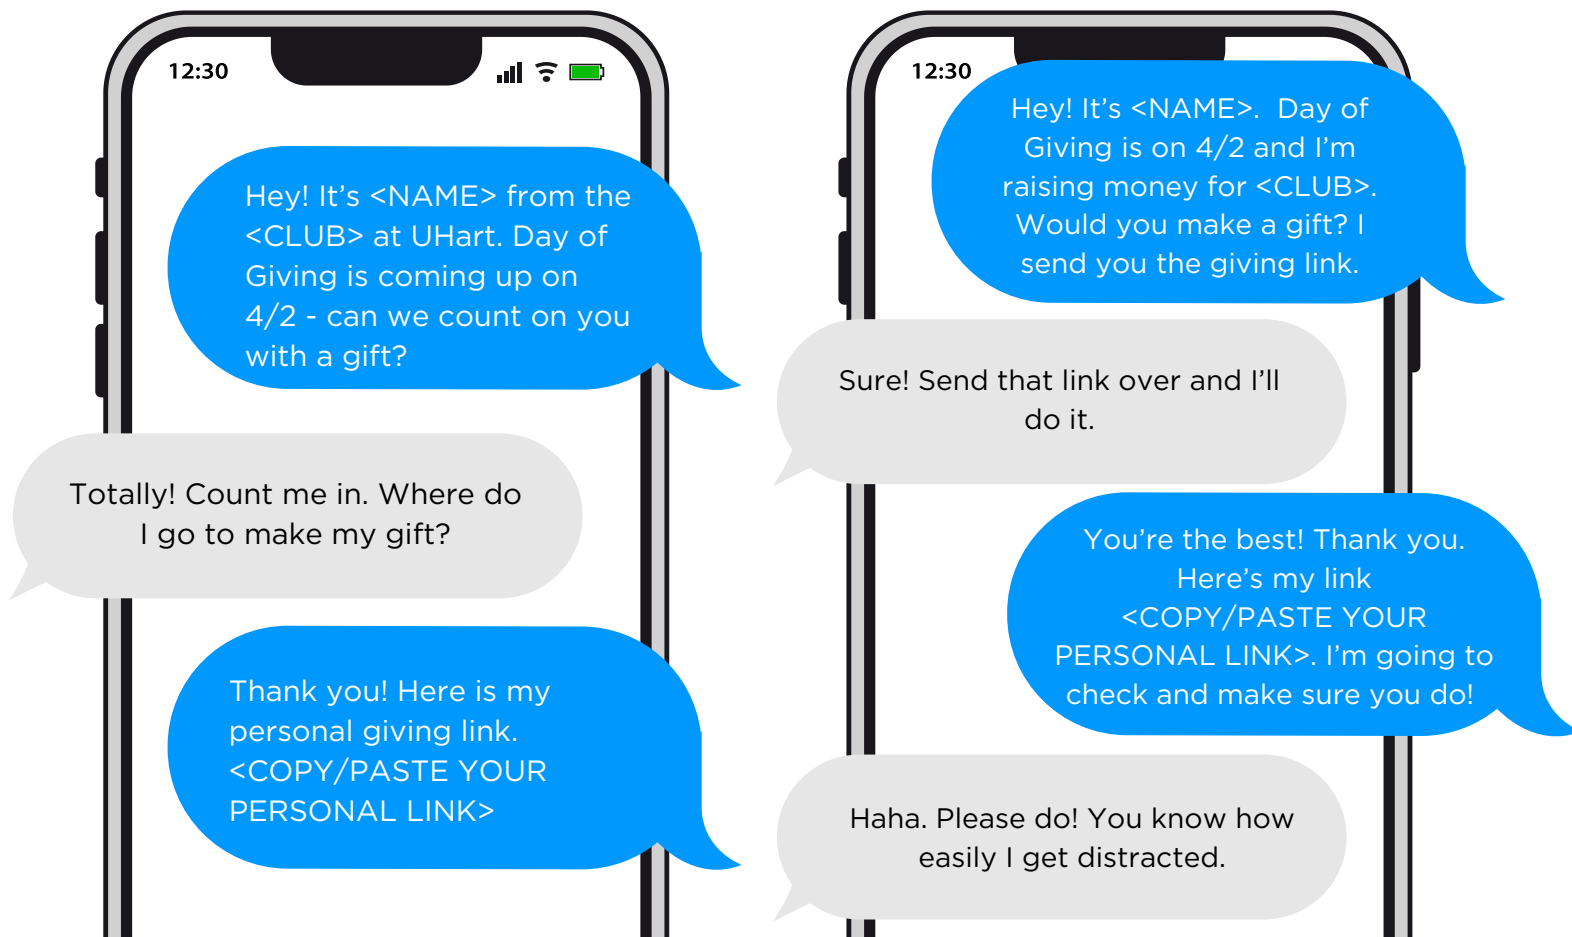 12:30
Hey! It’s <NAME> from the
<CLUB> at UHart. Day of
Giving is coming up on
4/2 - can we count on you
with a gift?
Totally! Count me in. Where do
I go to make my gift?
Thank you! Here is my
personal giving link.
<COPY/PASTE YOUR
PERSONAL LINK>
12:30
Hey! It’s <NAME>.  Day of
Giving is on 4/2 and I’m
raising money for <CLUB>.
Would you make a gift? I
send you the giving link.
Sure! Send that link over and I’ll
do it.
You’re the best! Thank you.
Here’s my link
<COPY/PASTE YOUR
PERSONAL LINK>. I’m going to
check and make sure you do!
Haha. Please do! You know how
easily I get distracted.